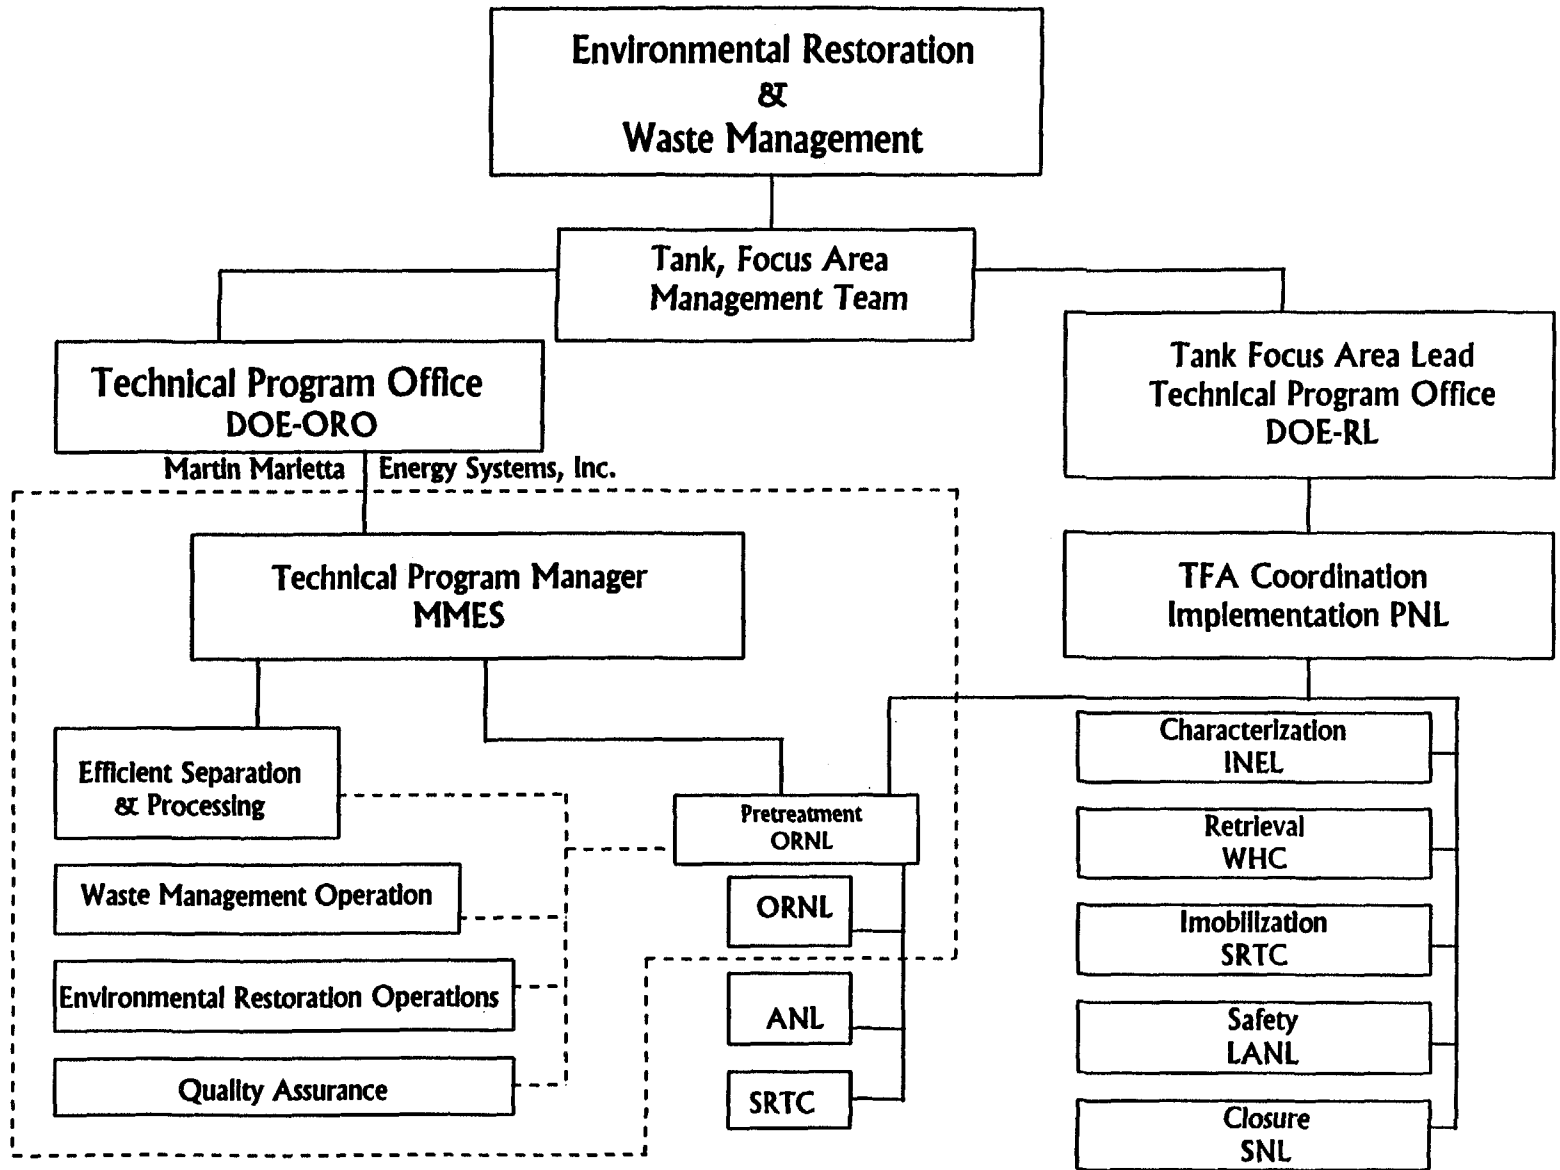 Environmental Restoration
&
Waste Management
Tank, Focus Area
Management Team
Technical Program Office
DOE-ORO
Tank Focus Area Lead
Technical Program Office
DOE-RL
Martin Marietta Energy Systems, Inc.
Technical Program Manager
MMES
TFA Coordination
Implementation PNL
Efficient Separation
& Processing
Waste Management Operation
Environmental Restoration Operations
Quality Assurance
Pretreatment
ORNL
ORNL
ANL
SRTC
Characterization
INEL
Retrieval
WHC
Imobilization
SRTC
Safety
LANL
Closure
SNL